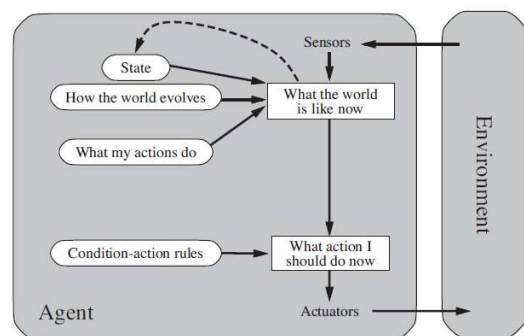 Sensors
State
How the world evolves
What the world
is like now
What my actions do
Environment
Condition-action rules
What action I
should do now
Agent
Actuators